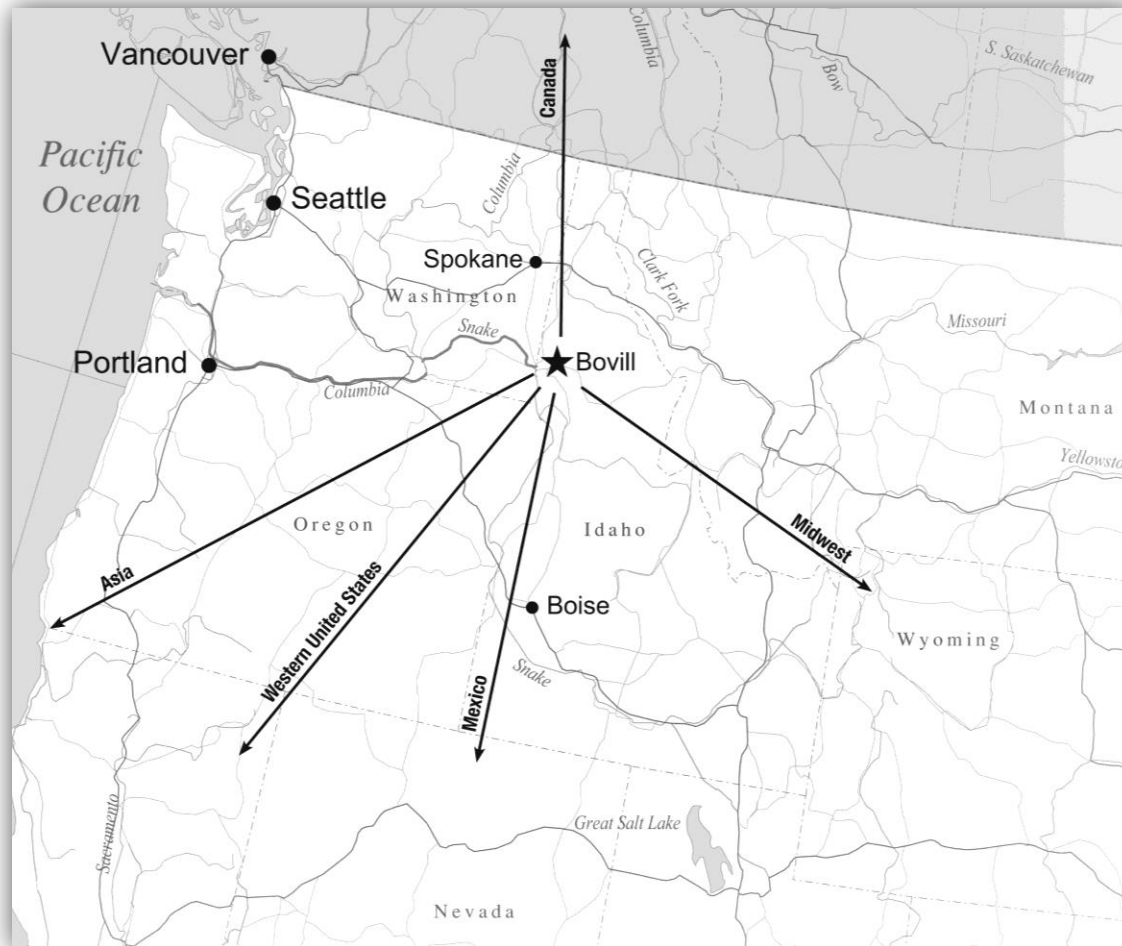 Vancouver
Canada
Columbia
Bow
S. Saskatchewan
Pacific
Ocean
Seattle
Columbia
Spokane
Clark Fork
Washington
Snake
Missouri
Portland
Bovill
Columbia
Montana
Yellowst
Oregon
Idaho
Midwest
Asia
Western United States
Boise
Wyoming
Snake
Mexico
Sacramento
Great Salt Lake
Nevada